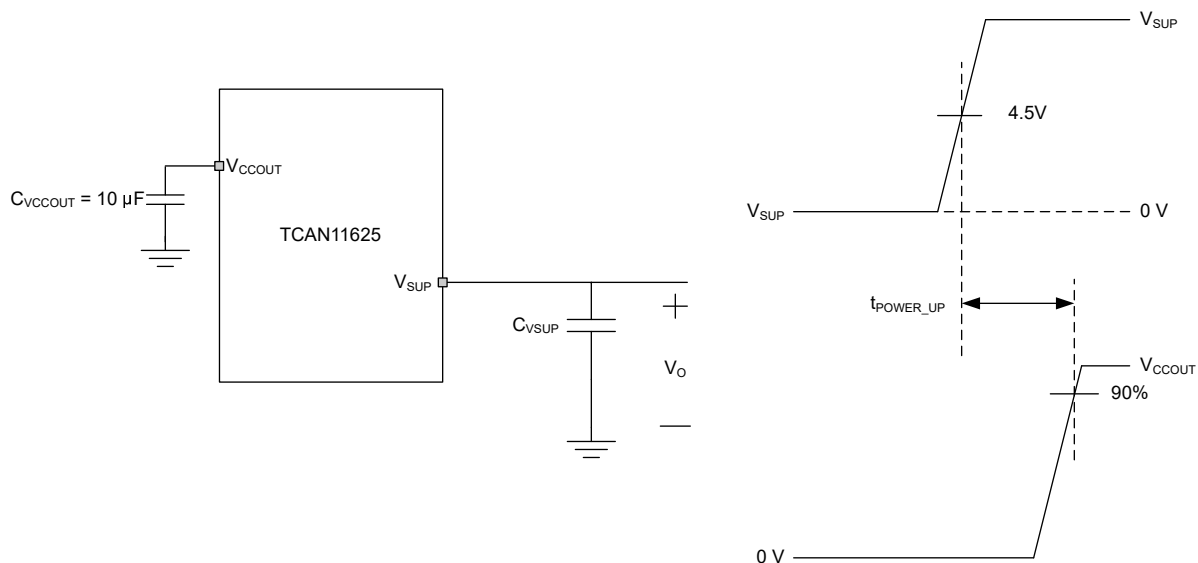 V_CCOUT
C_VCCOUT = 10 µF
TCAN11625
V_SUP
C_VSUP
+
V_O
—
V_SUP
4.5V
V_SUP
0 V
t_POWER_UP
V_CCOUT
90%
0 V